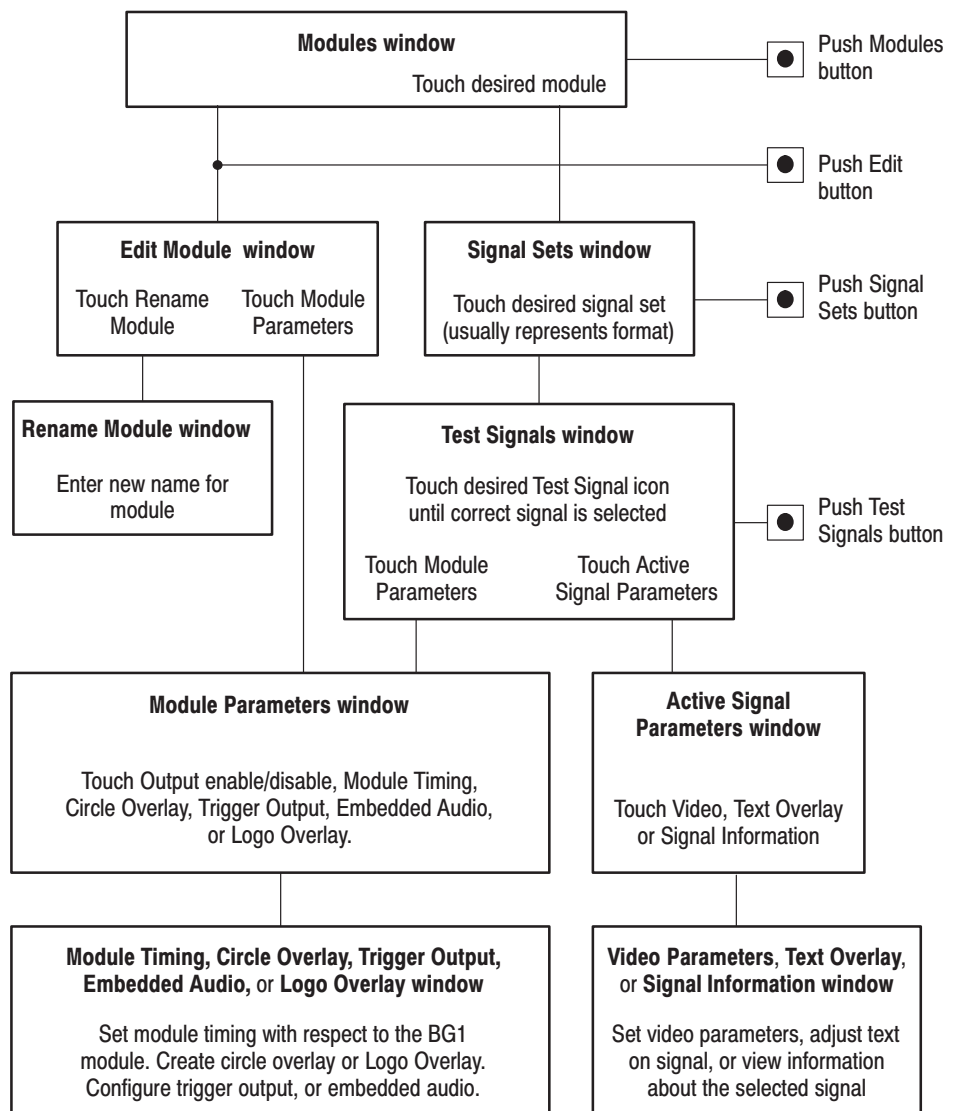 Modules window
Touch desired module
Push Modules
button
Push Edit
button
Edit Module window
Touch Rename
Module
Touch Module
Parameters
Signal Sets window
Touch desired signal set
(usually represents format)
Push Signal
Sets button
Rename Module window
Enter new name for
module
Test Signals window
Touch desired Test Signal icon
until correct signal is selected
Touch Module
Parameters
Touch Active
Signal Parameters
Push Test
Signals button
Module Parameters window
Touch Output enable/disable, Module Timing,
Circle Overlay, Trigger Output, Embedded Audio,
or Logo Overlay.
Active Signal
Parameters window
Touch Video, Text Overlay
or Signal Information
Module Timing, Circle Overlay, Trigger Output,
Embedded Audio, or Logo Overlay window
Set module timing with respect to the BG1
module. Create circle overlay or Logo Overlay.
Configure trigger output, or embedded audio.
Video Parameters, Text Overlay,
or Signal Information window
Set video parameters, adjust text
on signal, or view information
about the selected signal